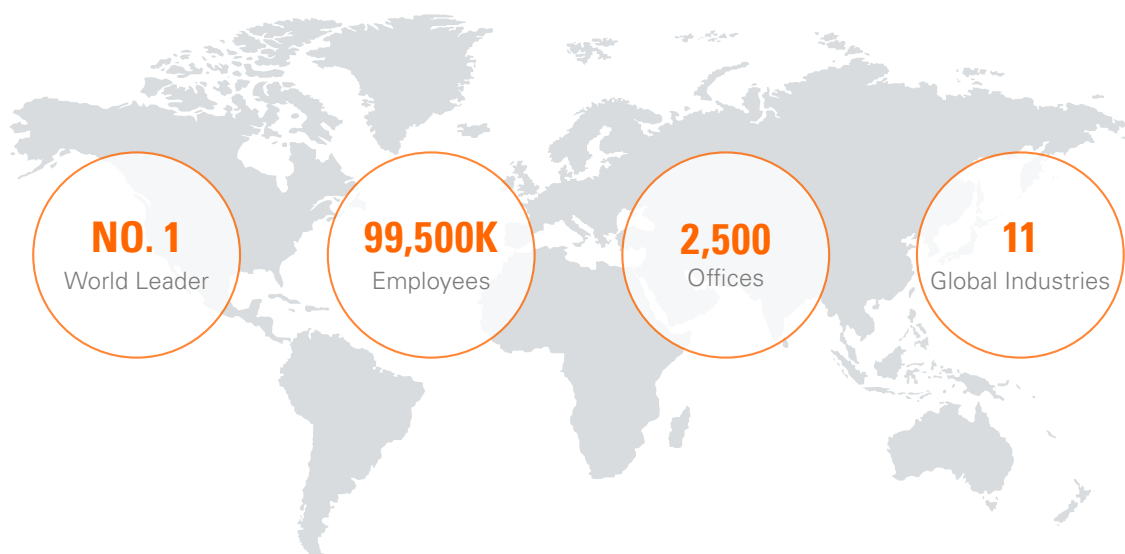 NO. 1
World Leader
99,500K
Employees
2,500
Offices
11
Global Industries